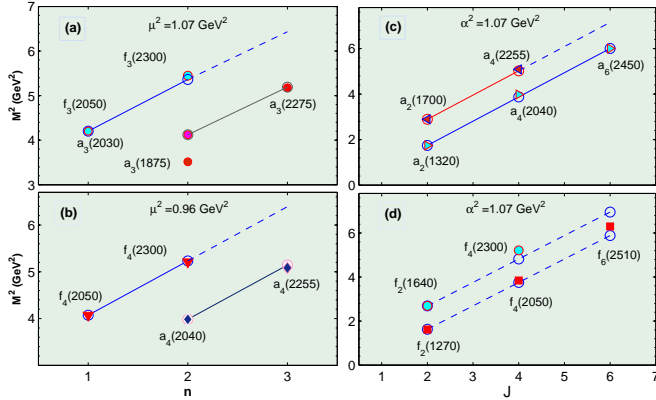 (a)
μ²=1.07 GeV²
f₃(2300)
f₃(2050)
a₃(2030)
a₃(2275)
a₃(1875)
M² (GeV²)
7
6
5
4
3
(b)
μ²=0.96 GeV²
f₄(2300)
f₄(2050)
a₄(2255)
a₄(2040)
M² (GeV²)
6
5
4
1
2
3
n
(c)
α²=1.07 GeV²
a₄(2255)
a₆(2450)
a₂(1700)
a₄(2040)
a₂(1320)
8
6
4
2
0
(d)
α²=1.07 GeV²
f₄(2300)
f₂(1640)
f₆(2510)
f₄(2050)
f₂(1270)
6
4
2
0
1
2
3
4
5
6
7
J